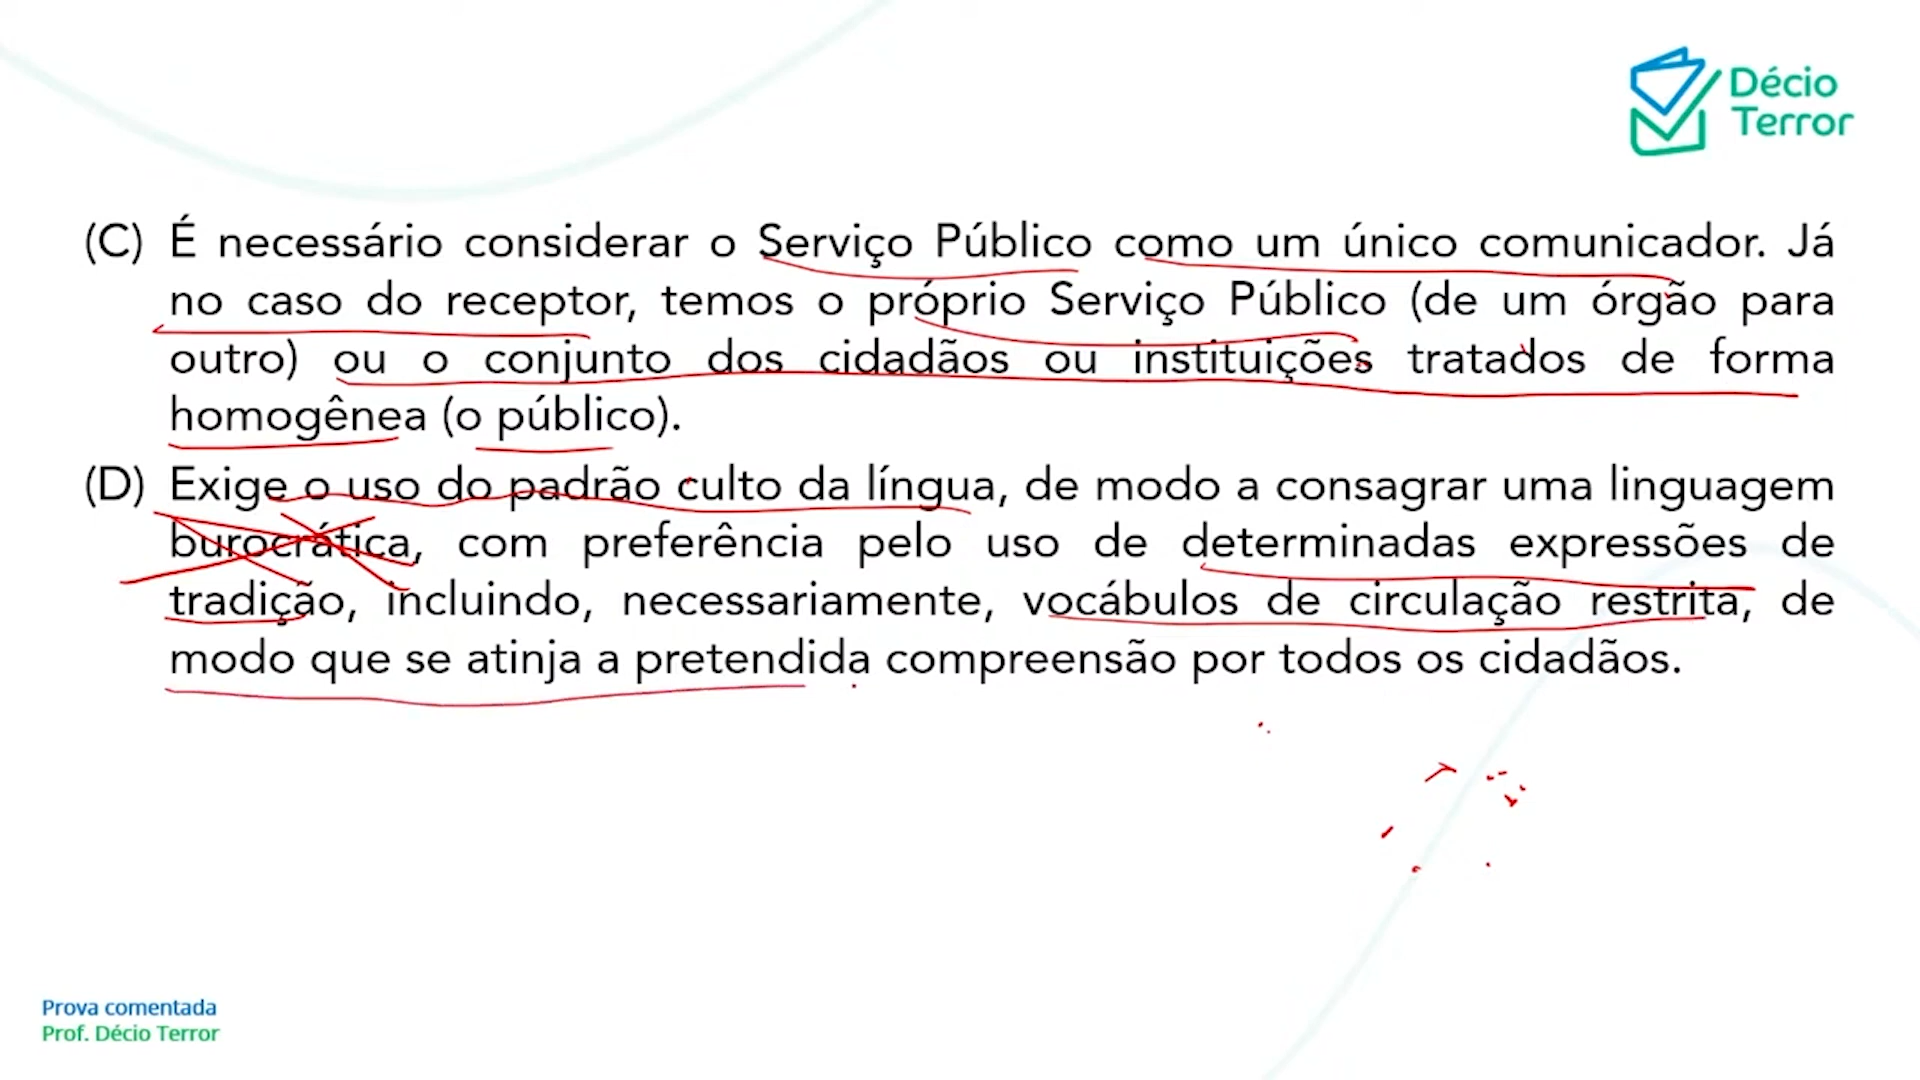 Décio
Terror
(C) É necessário considerar o Serviço Público como um único comunicador. Já
no caso do receptor, temos o próprio Serviço Público (de um órgão para
outro) ou o conjunto dos cidadãos ou instituições tratados de forma
homogênea (o público).
(D) Exige o uso do padrão culto da língua, de modo a consagrar uma linguagem
burocrática, com preferência pelo uso de determinadas expressões de
tradição, incluindo, necessariamente, vocábulos de circulação restrita, de
modo que se atinja a pretendida compreensão por todos os cidadãos.
Prova comentada
Prof. Décio Terror